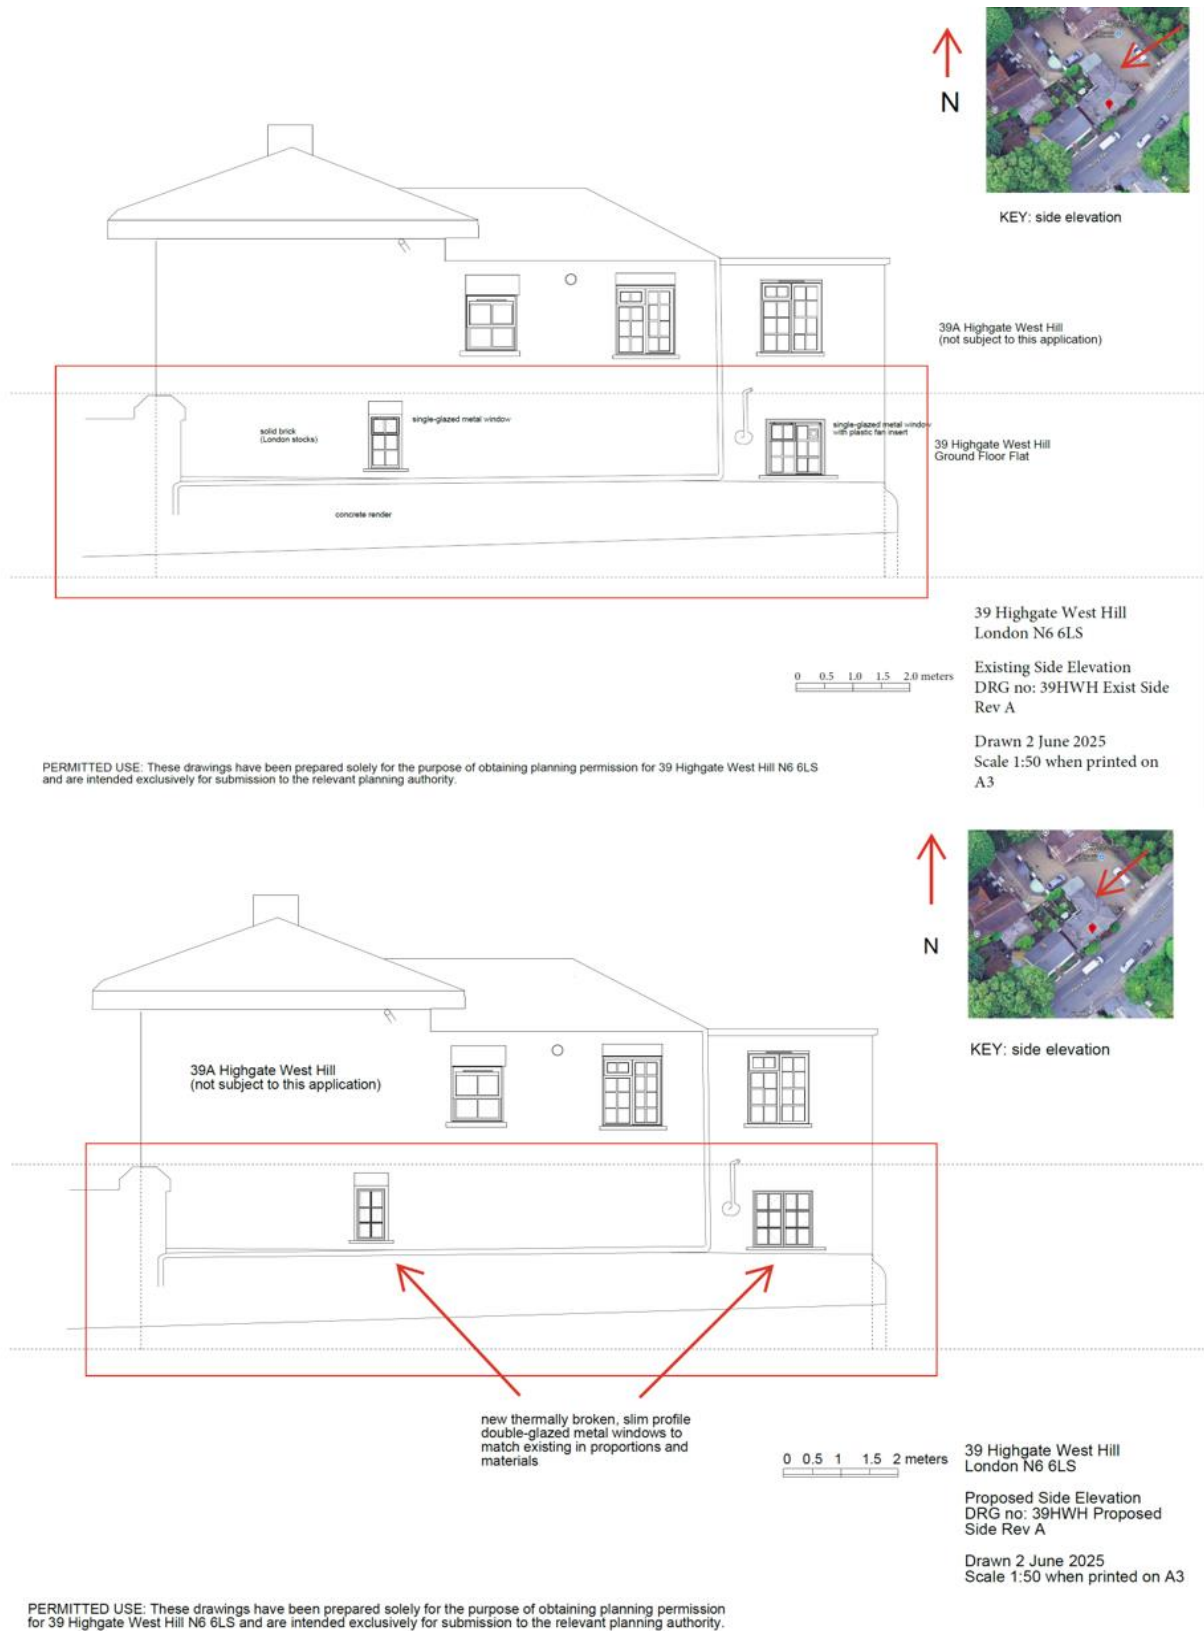 N
KEY: side elevation
39A Highgate West Hill
(not subject to this application)
solid brick
(London stocks)
single-glazed metal window
single-glazed metal window
with plastic fan insert
39 Highgate West Hill
Ground Floor Flat
concrete render
39 Highgate West Hill
London N6 6LS
Existing Side Elevation
DRG no: 39HWH Exist Side
Rev A
Drawn 2 June 2025
Scale 1:50 when printed on
A3
0 0.5 1.0 1.5 2.0 meters
PERMITTED USE: These drawings have been prepared solely for the purpose of obtaining planning permission for 39 Highgate West Hill N6 6LS
and are intended exclusively for submission to the relevant planning authority.
N
KEY: side elevation
39A Highgate West Hill
(not subject to this application)
new thermally broken, slim profile
double-glazed metal windows to
match existing in proportions and
materials
0 0.5 1 1.5 2 meters
39 Highgate West Hill
London N6 6LS
Proposed Side Elevation
DRG no: 39HWH Proposed
Side Rev A
Drawn 2 June 2025
Scale 1:50 when printed on A3
PERMITTED USE: These drawings have been prepared solely for the purpose of obtaining planning permission
for 39 Highgate West Hill N6 6LS and are intended exclusively for submission to the relevant planning authority.